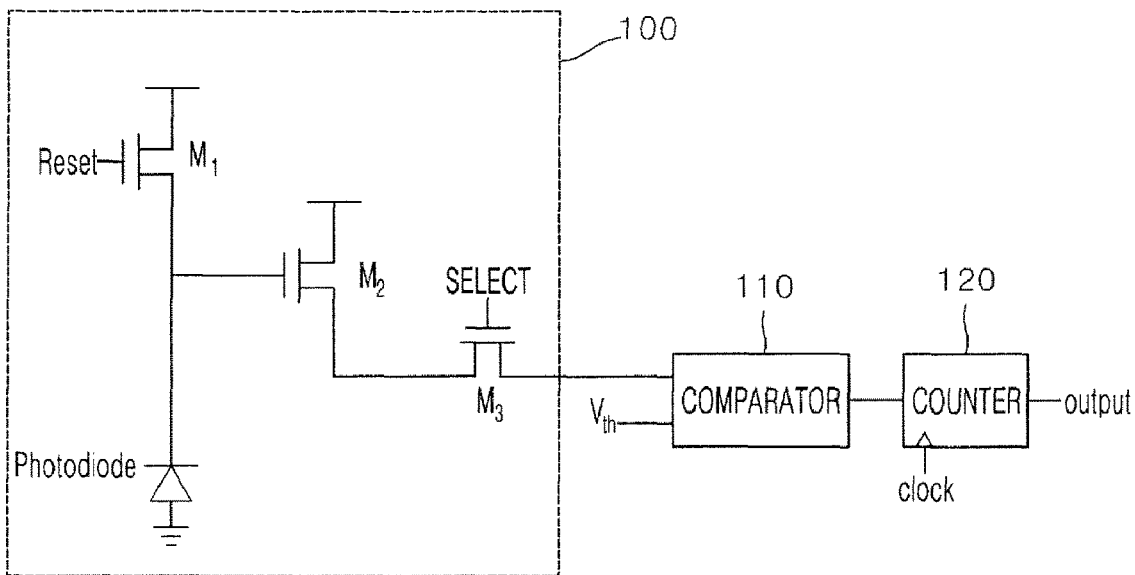 100
Reset
M1
M2
SELECT
M3
110
120
Vth
COMPARATOR
COUNTER
output
clock
Photodiode